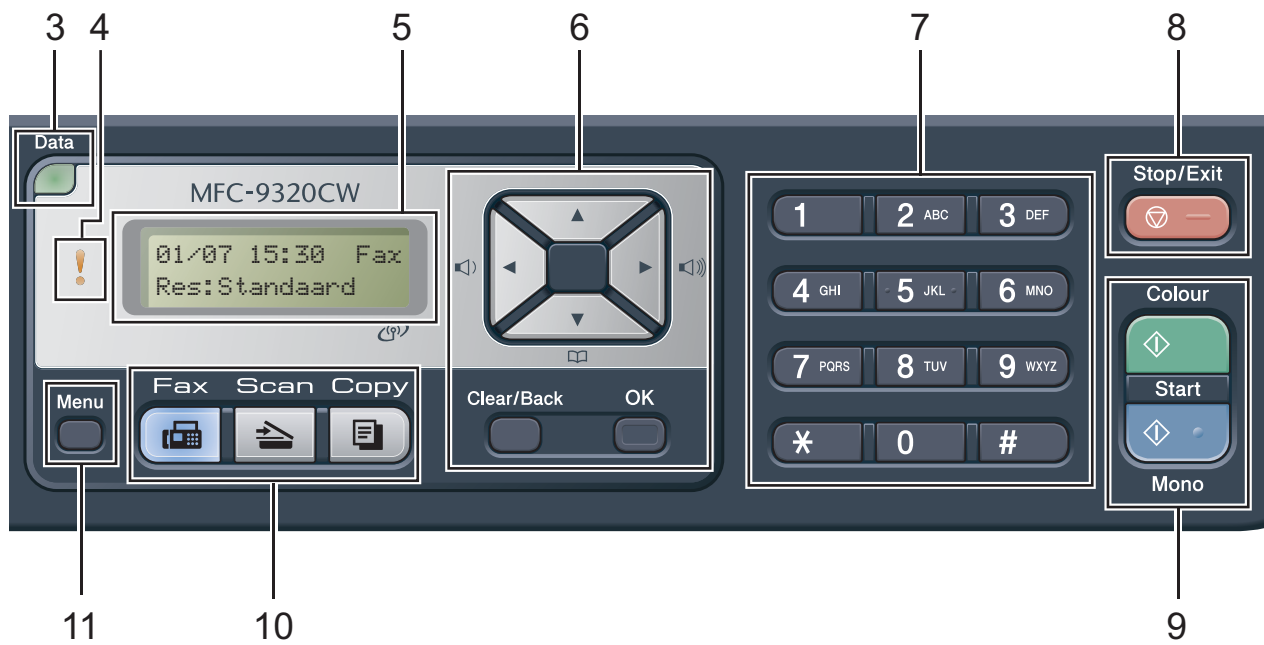 3 4 5 6 7 8
Data
MFC-9320CW
01/07 15:30 Fax
Res:Standaard
Menu
Fax Scan Copy
Clear/Back OK
1 2 ABC 3 DEF
4 GHI 5 JKL 6 MNO
7 PQRS 8 TUV 9 WXYZ
* 0 #
Stop/Exit
Colour
Start
Mono
11 10 9